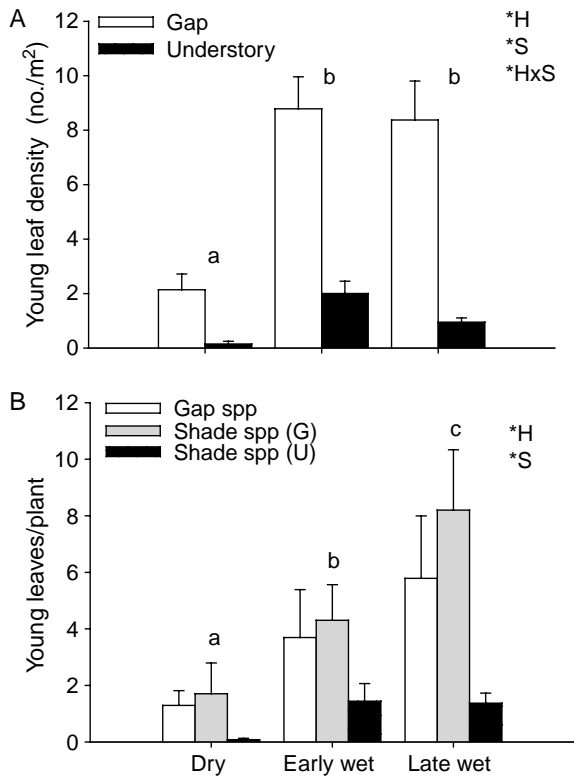 A
Gap
Understory
*H
*S
*HxS
Young leaf density (no./m²)
12
10
8
6
4
2
0
a
b
b
B
Gap spp
Shade spp (G)
Shade spp (U)
*H
*S
Young leaves/plant
12
10
8
6
4
2
0
a
b
c
Dry Early wet Late wet